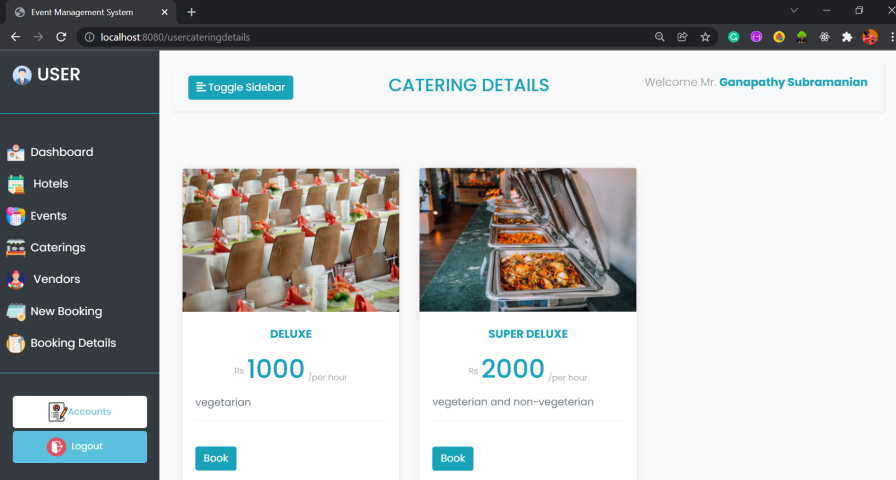 Event Management System
localhost:8080/usercateringdetails
USER
Toggle Sidebar
CATERING DETAILS
Welcome Mr. Ganapathy Subramanian
Dashboard
Hotels
Events
Caterings
Vendors
New Booking
Booking Details
Accounts
Logout
DELUXE
Rs 1000 /per hour
vegetarian
Book
SUPER DELUXE
Rs 2000 /per hour
vegeterian and non-vegeterian
Book